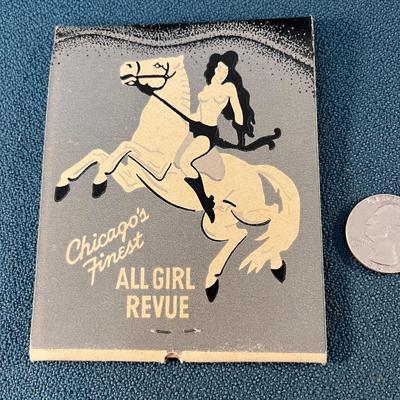 Chicago's
Finest
ALL GIRL
REVUE